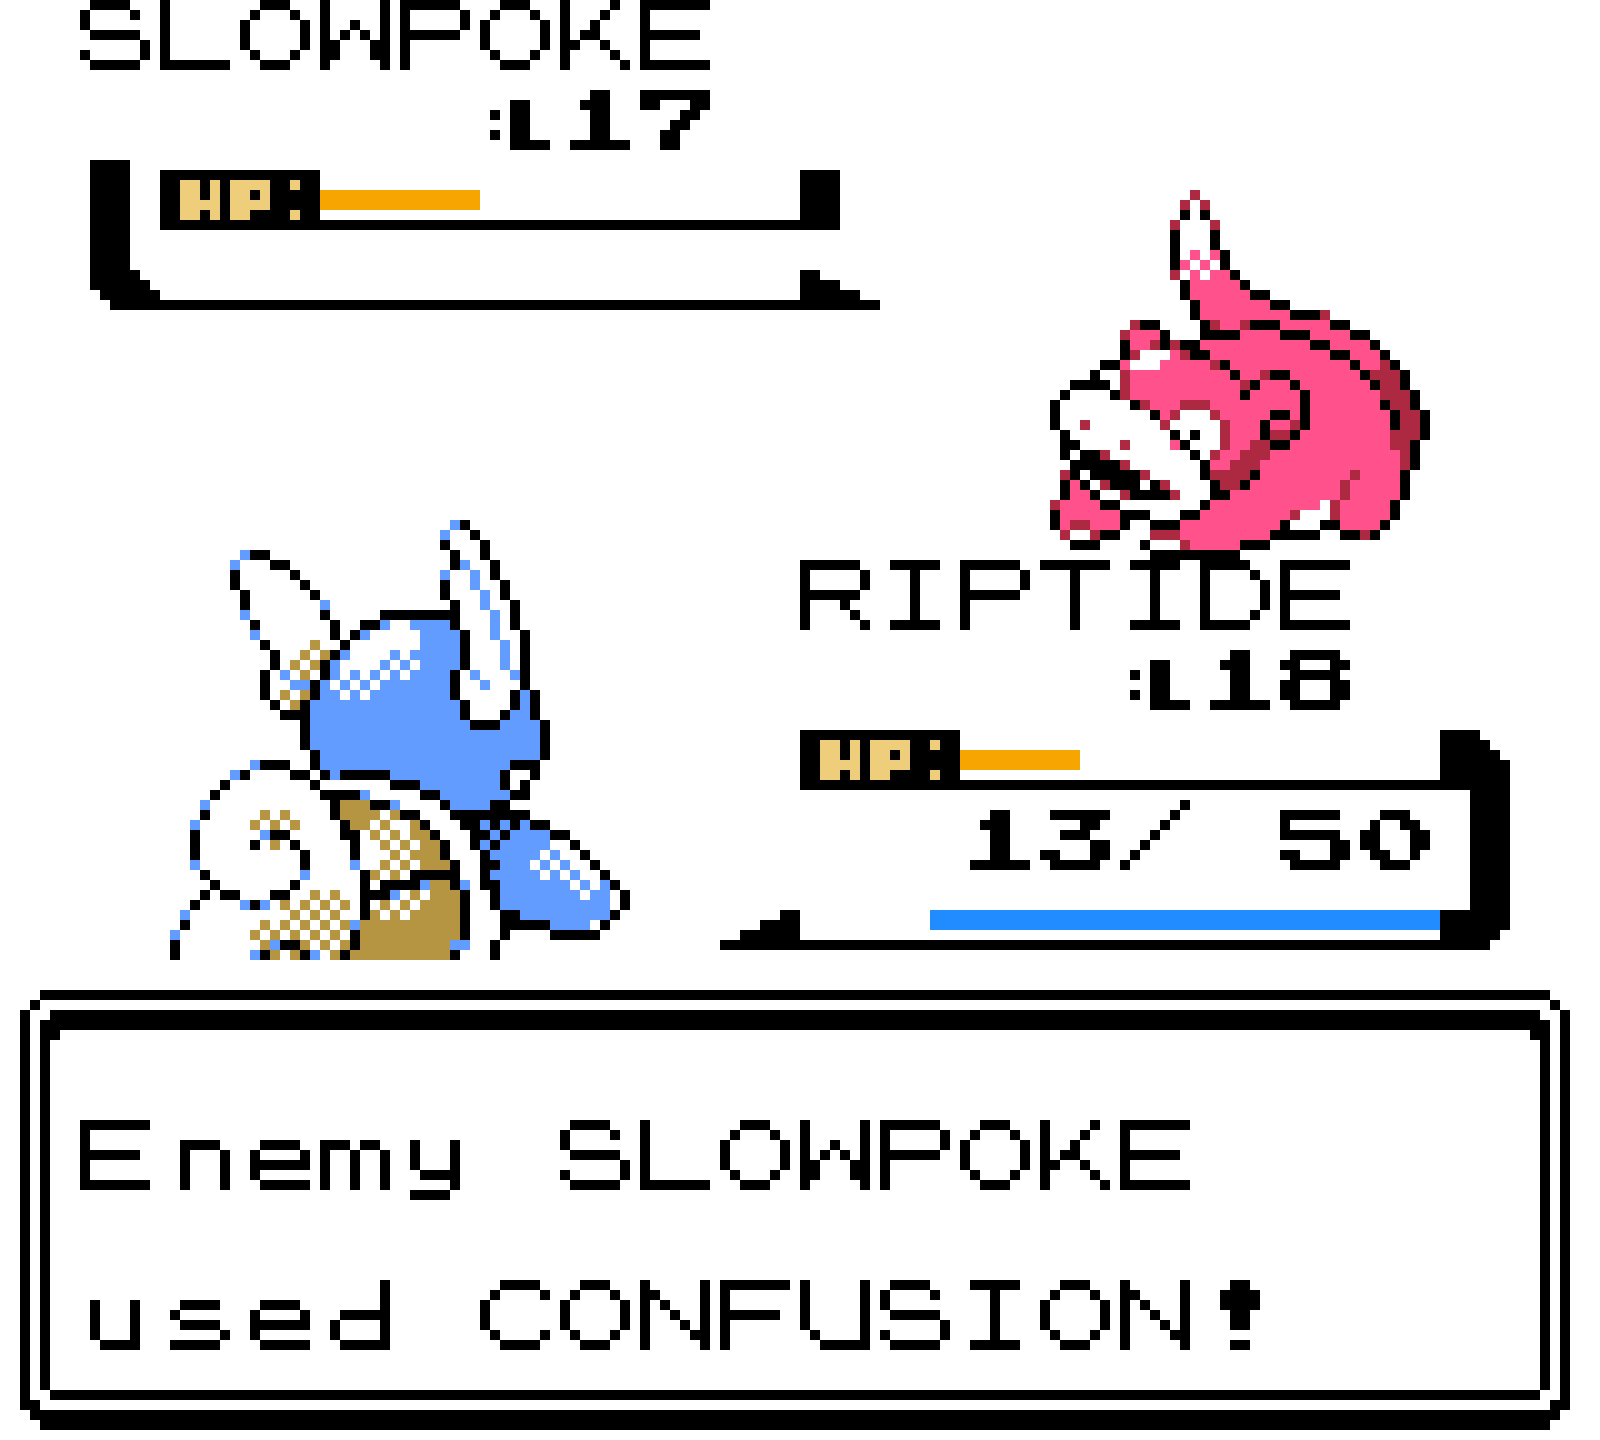 SLOWPOKE
:L17
HP:
RIPTIDE
:L18
HP:
13/ 50
Enemy SLOWPOKE
used CONFUSION!